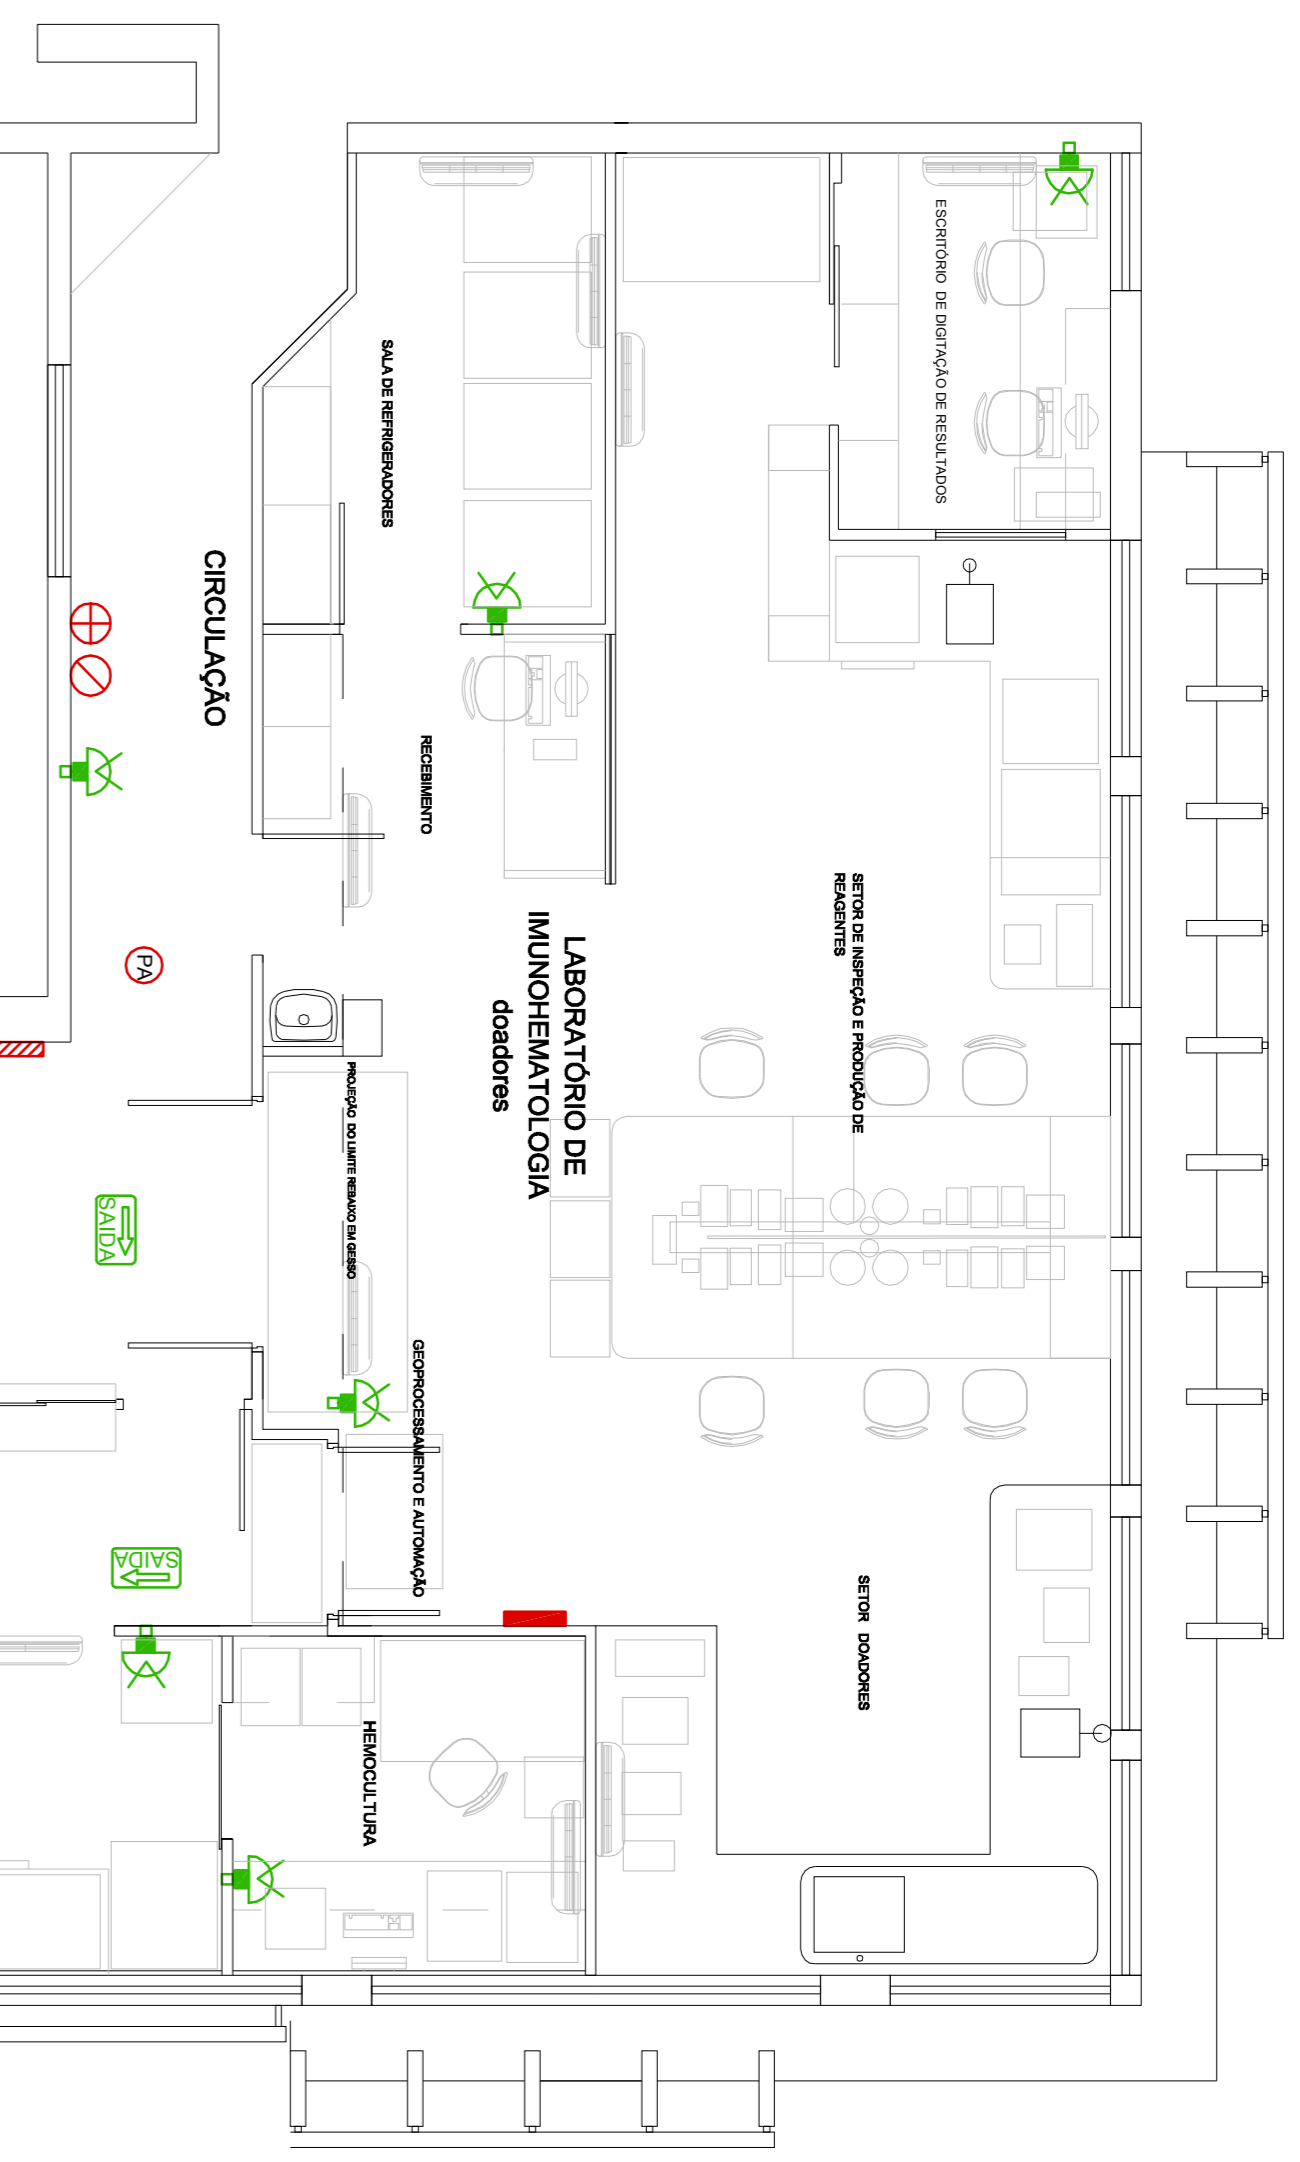 ESCRITÓRIO DE DIGITAÇÃO DE RESULTADOS
SALA DE REFRIGERADORES
CIRCULAÇÃO
RECEBIMENTO
SETOR DE INSPEÇÃO E PRODUÇÃO DE
REAGENTES
LABORATÓRIO DE
IMUNOHEMATOLOGIA
doadores
PA
PROJEÇÃO DO LIMITE REBAIXO EM GESSO
SAIDA
GEOPROCESSAMENTO E AUTOMAÇÃO
SAIDA
SETOR DOADORES
HEMOCULTURA